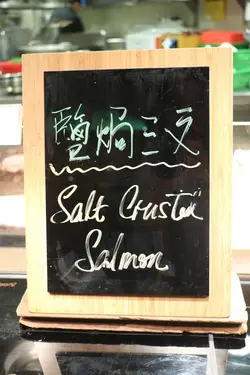 鹽焗三文
Salt Crusted
Salmon